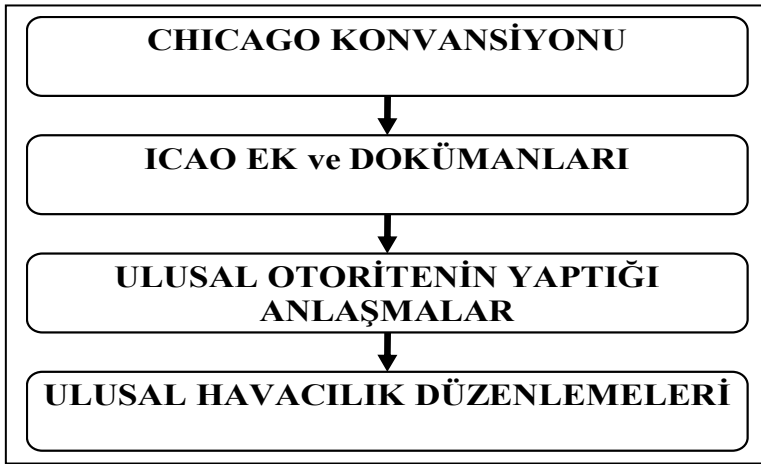 CHICAGO KONVANSİYONU
ICAO EK ve DOKÜMANLARI
ULUSAL OTORİTENİN YAPTIĞI
ANLAŞMALAR
ULUSAL HAVACILIK DÜZENLEMELERİ